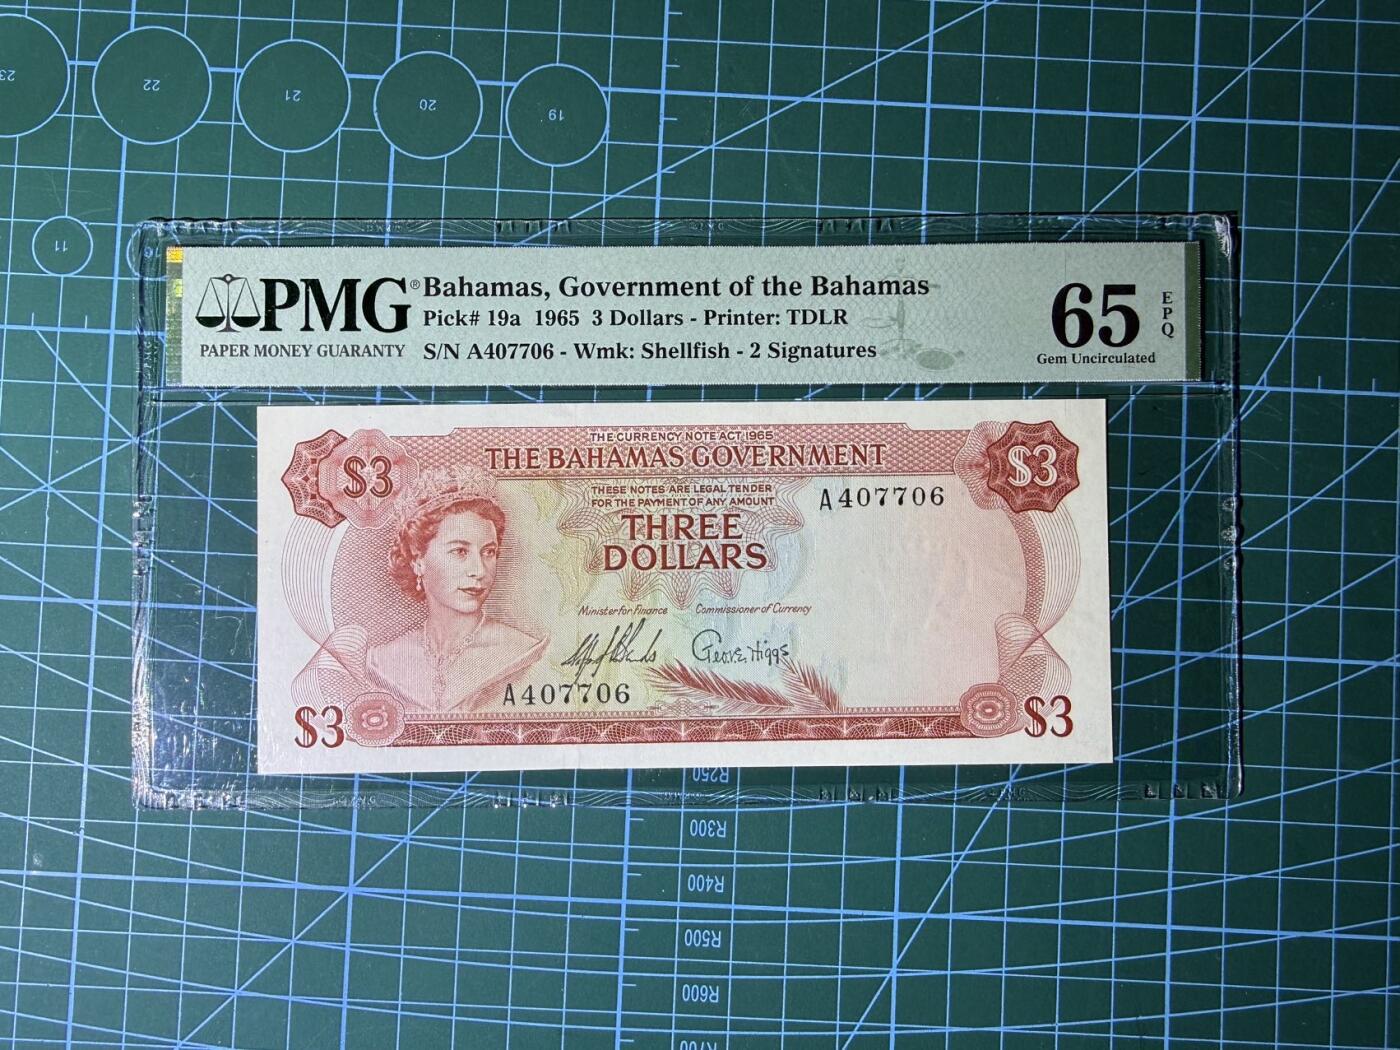 23
22
21
20
19
11
PMG®
PAPER MONEY GUARANTY
Bahamas, Government of the Bahamas
Pick# 19a 1965 3 Dollars - Printer: TDLR
S/N A407706 - Wmk: Shellfish - 2 Signatures
65
EPQ
Gem Uncirculated
THE CURRENCY NOTE ACT 1965
THE BAHAMAS GOVERNMENT
$3
$3
THESE NOTES ARE LEGAL TENDER
FOR THE PAYMENT OF ANY AMOUNT
A407706
THREE
DOLLARS
Minister for Finance Commissioner of Currency
George Higgs
A407706
$3
$3
R250
R300
R400
R500
R600
R700